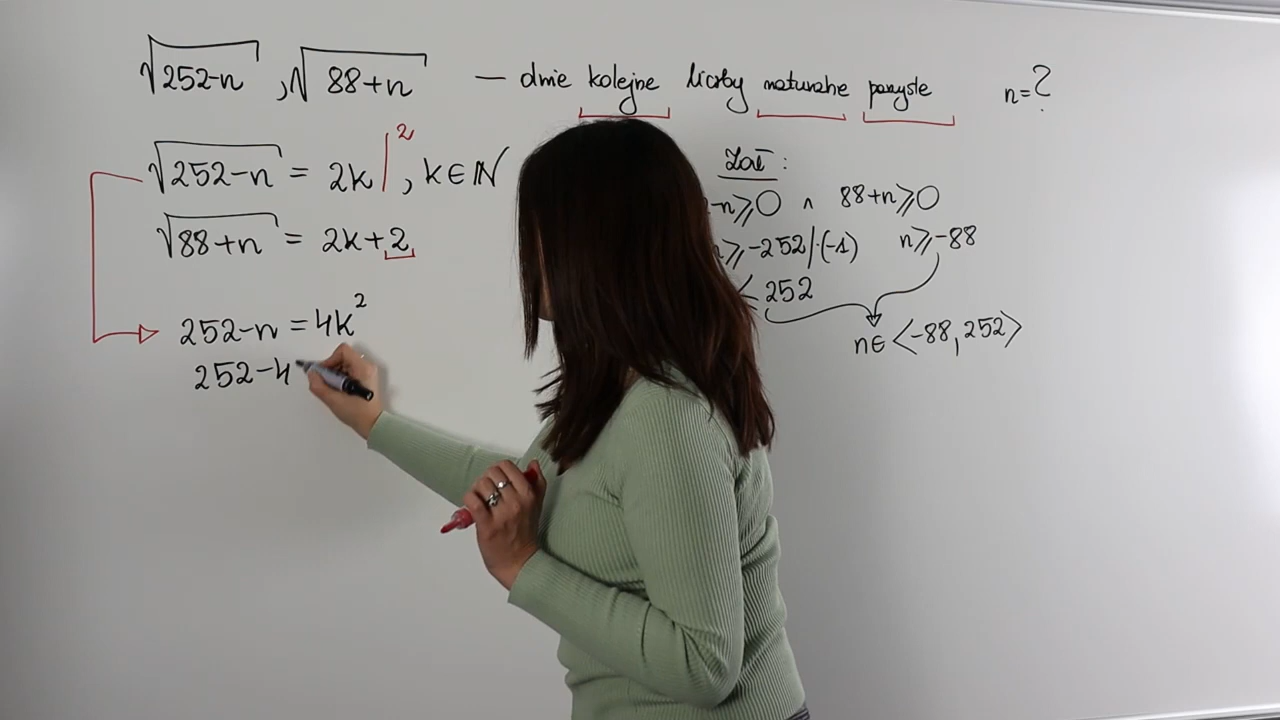 √252-n , √88+n — dwie kolejne liczby naturalne parzyste n=?
√252-n = 2k |², k∈ℕ
√88+n = 2k+2
252-n = 4k²
252-4
Zał:
-n⩾0 ∧ 88+n⩾0
⩾-252 |·(-1) n⩾-88
252
n∈<-88,252>